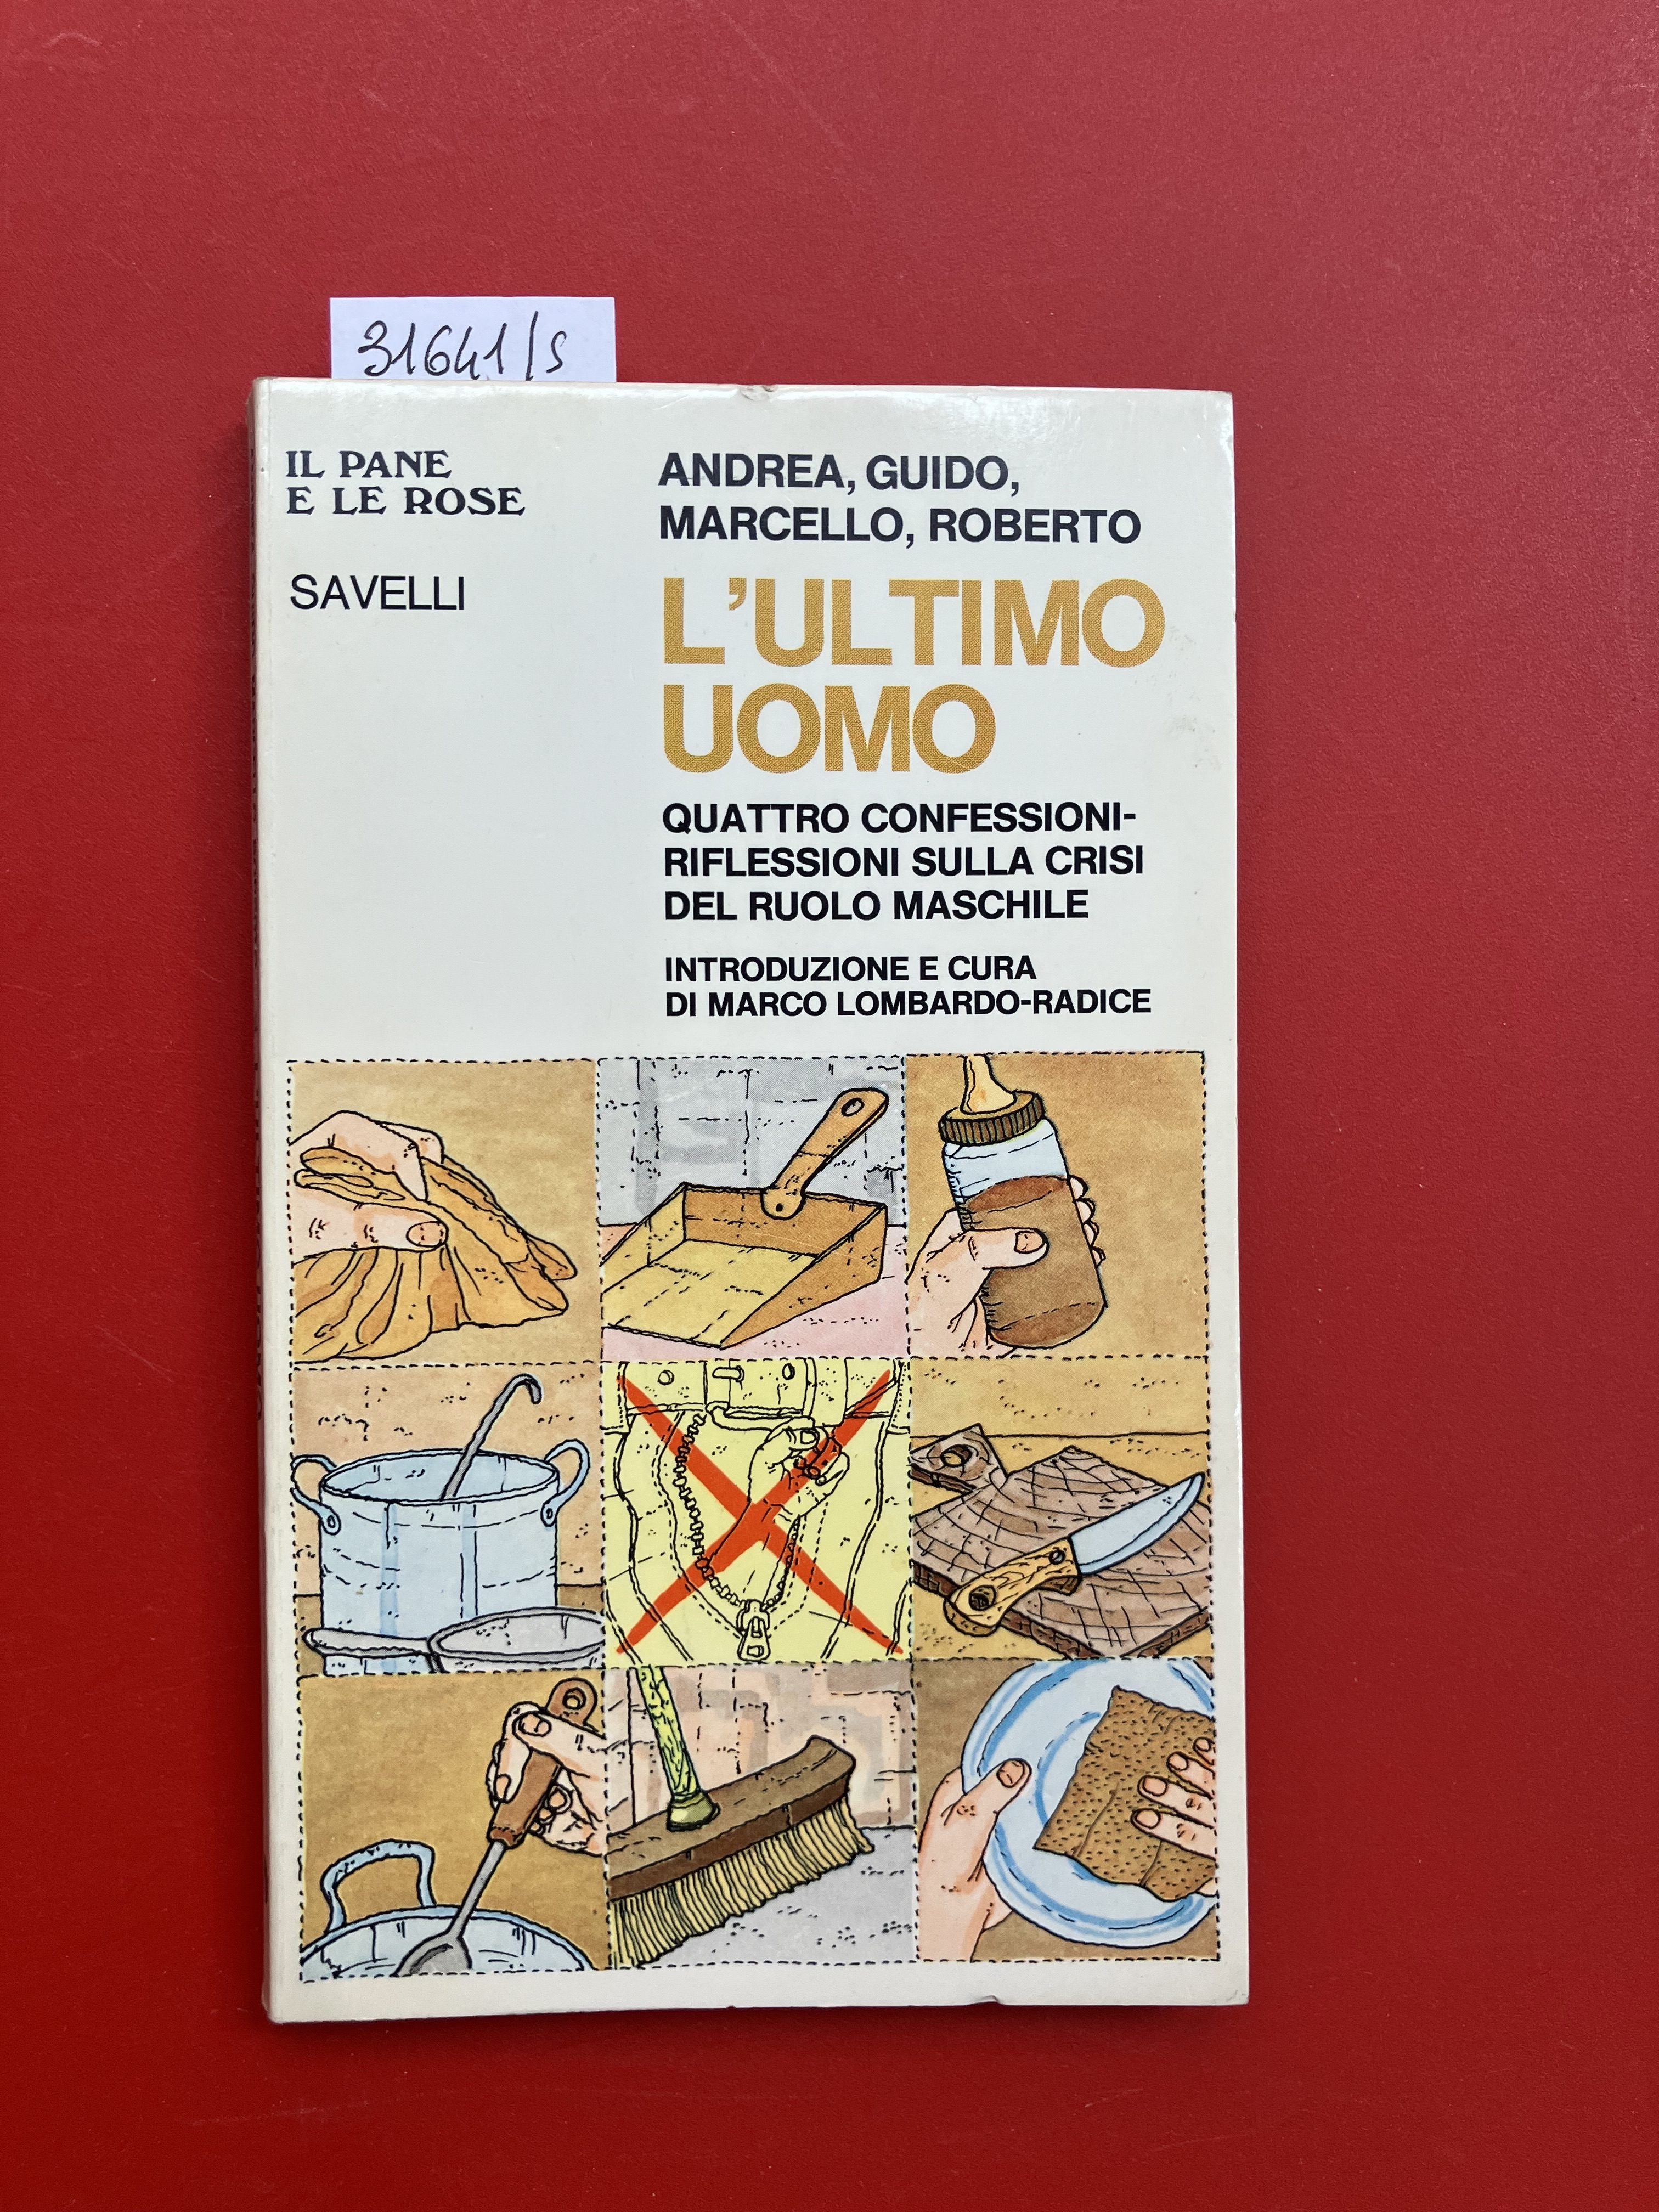 31641/s
IL PANE
E LE ROSE
SAVELLI
ANDREA, GUIDO,
MARCELLO, ROBERTO
L'ULTIMO
UOMO
QUATTRO CONFESSIONI-
RIFLESSIONI SULLA CRISI
DEL RUOLO MASCHILE
INTRODUZIONE E CURA
DI MARCO LOMBARDO-RADICE